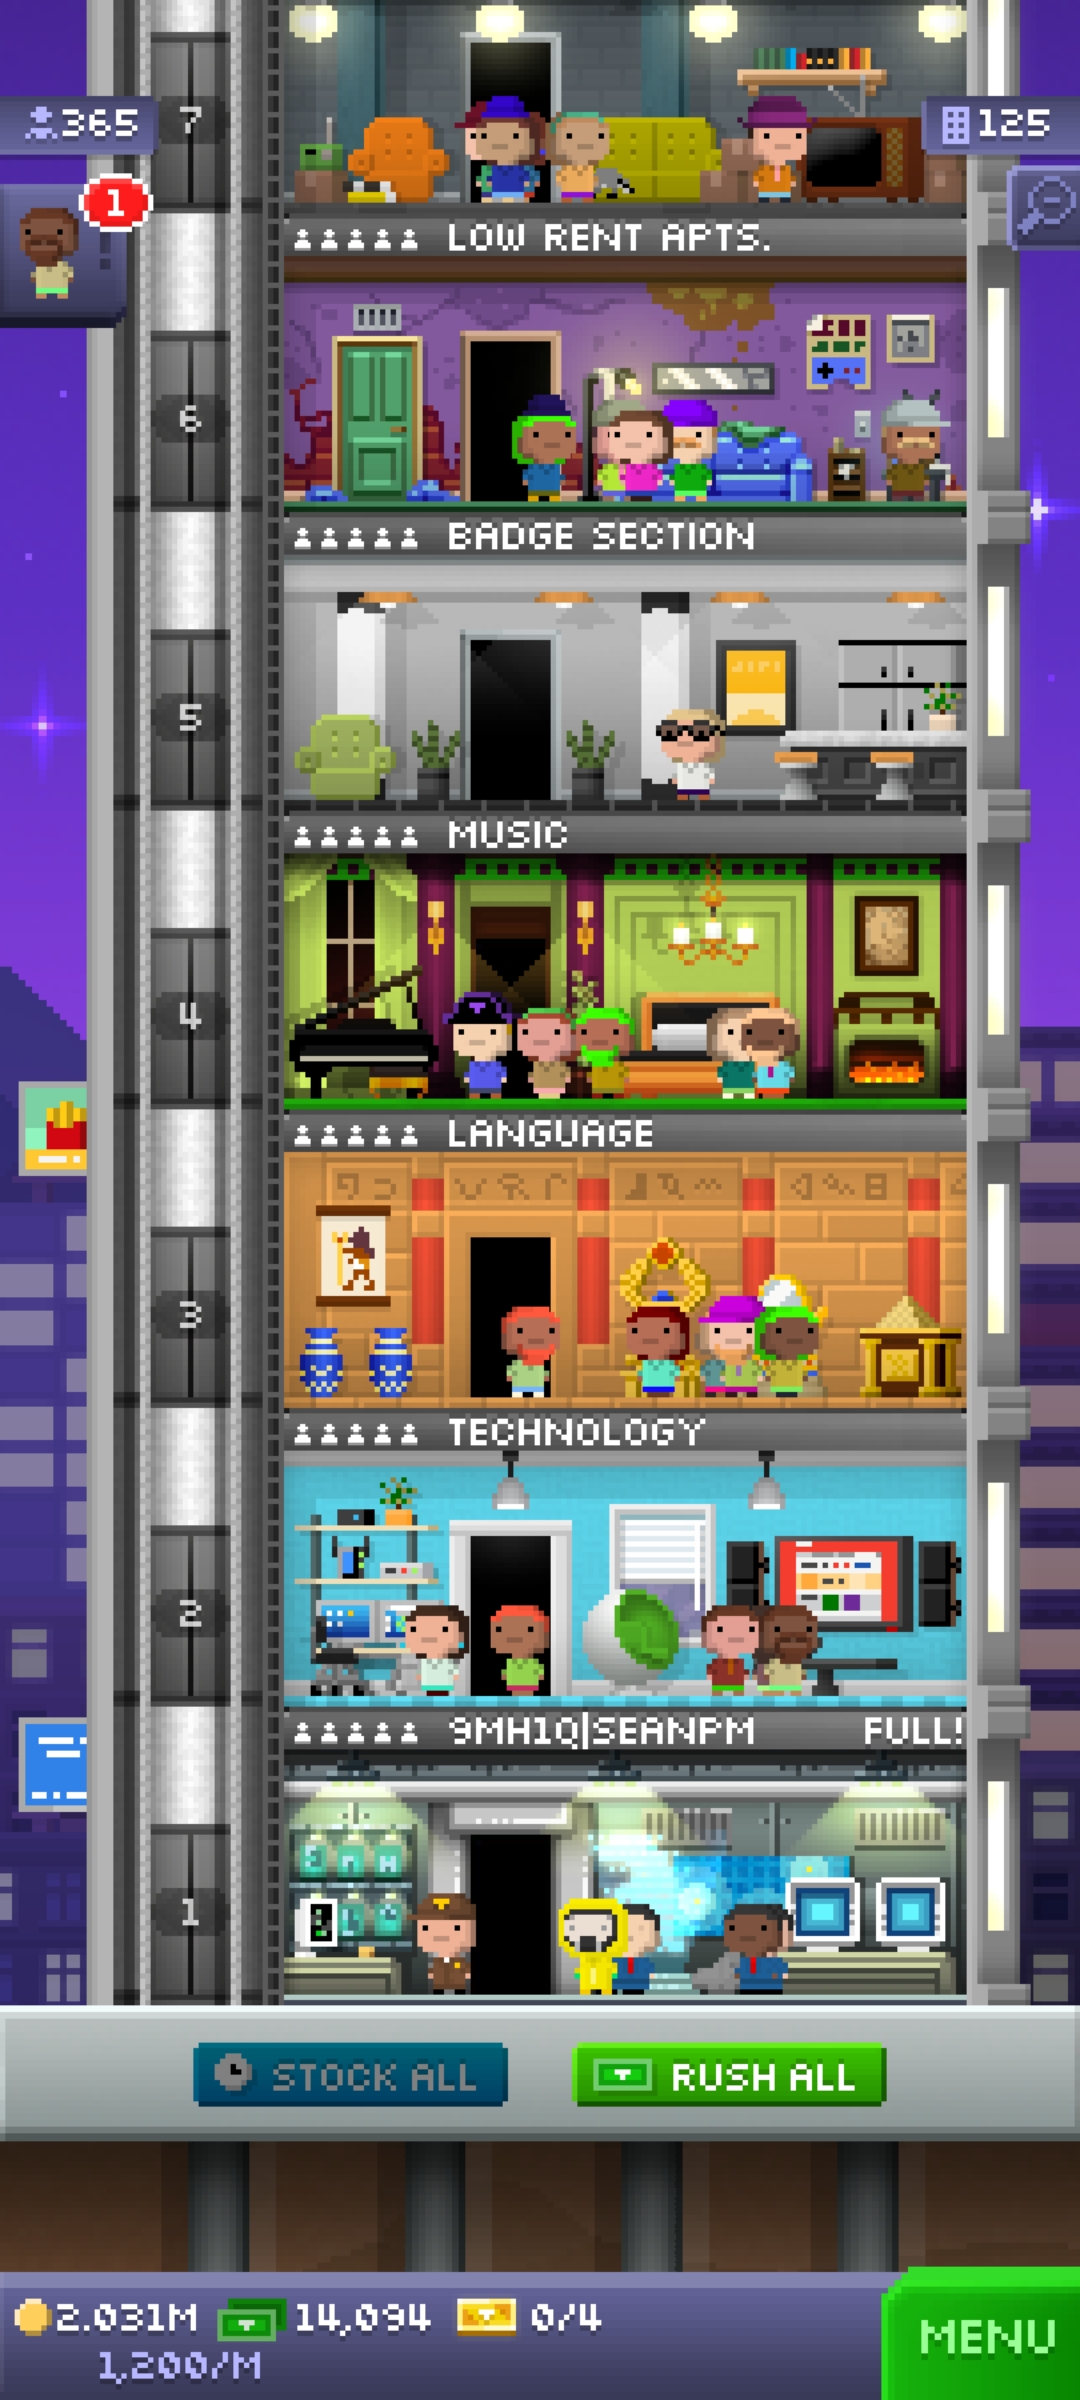 7
365
125
1
LOW RENT APTS.
6
BADGE SECTION
5
MUSIC
4
LANGUAGE
3
TECHNOLOGY
2
9MH1Q|SEANPM FULL!
1
STOCK ALL
RUSH ALL
2.031M 14,094 0/4
1,200/M
MENU